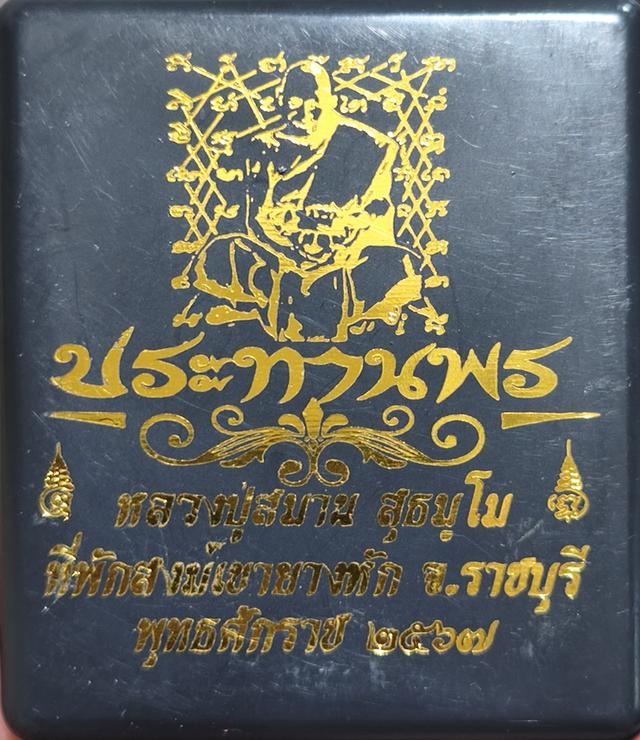 ประทานพร
หลวงปู่สมาน สุธมฺโม
ที่พักสงฆ์เขายางหัก จ.ราชบุรี
พุทธศักราช ๒๕๖๗